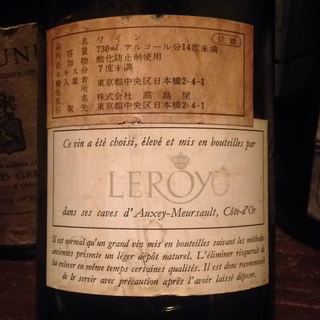 ワイン
730ml アルコール分14度未満
酸化防止剤使用
7度未満
東京都中央区日本橋2-4-1
株式会社 高島屋
東京都中央区日本橋2-4-1
Ce vin a été choisi, élevé et mis en bouteilles par
LEROY
dans ses caves d'Auxey-Meursault, Côte-d'Or
Il est normal qu'un grand vin mis en bouteilles suivant les méthodes
anciennes présente un léger dépôt naturel. L'éliminer risquerait de
lui enlever en même temps certaines qualités. Il est donc recommandé
de le servir avec précaution après l'avoir laissé déposer.